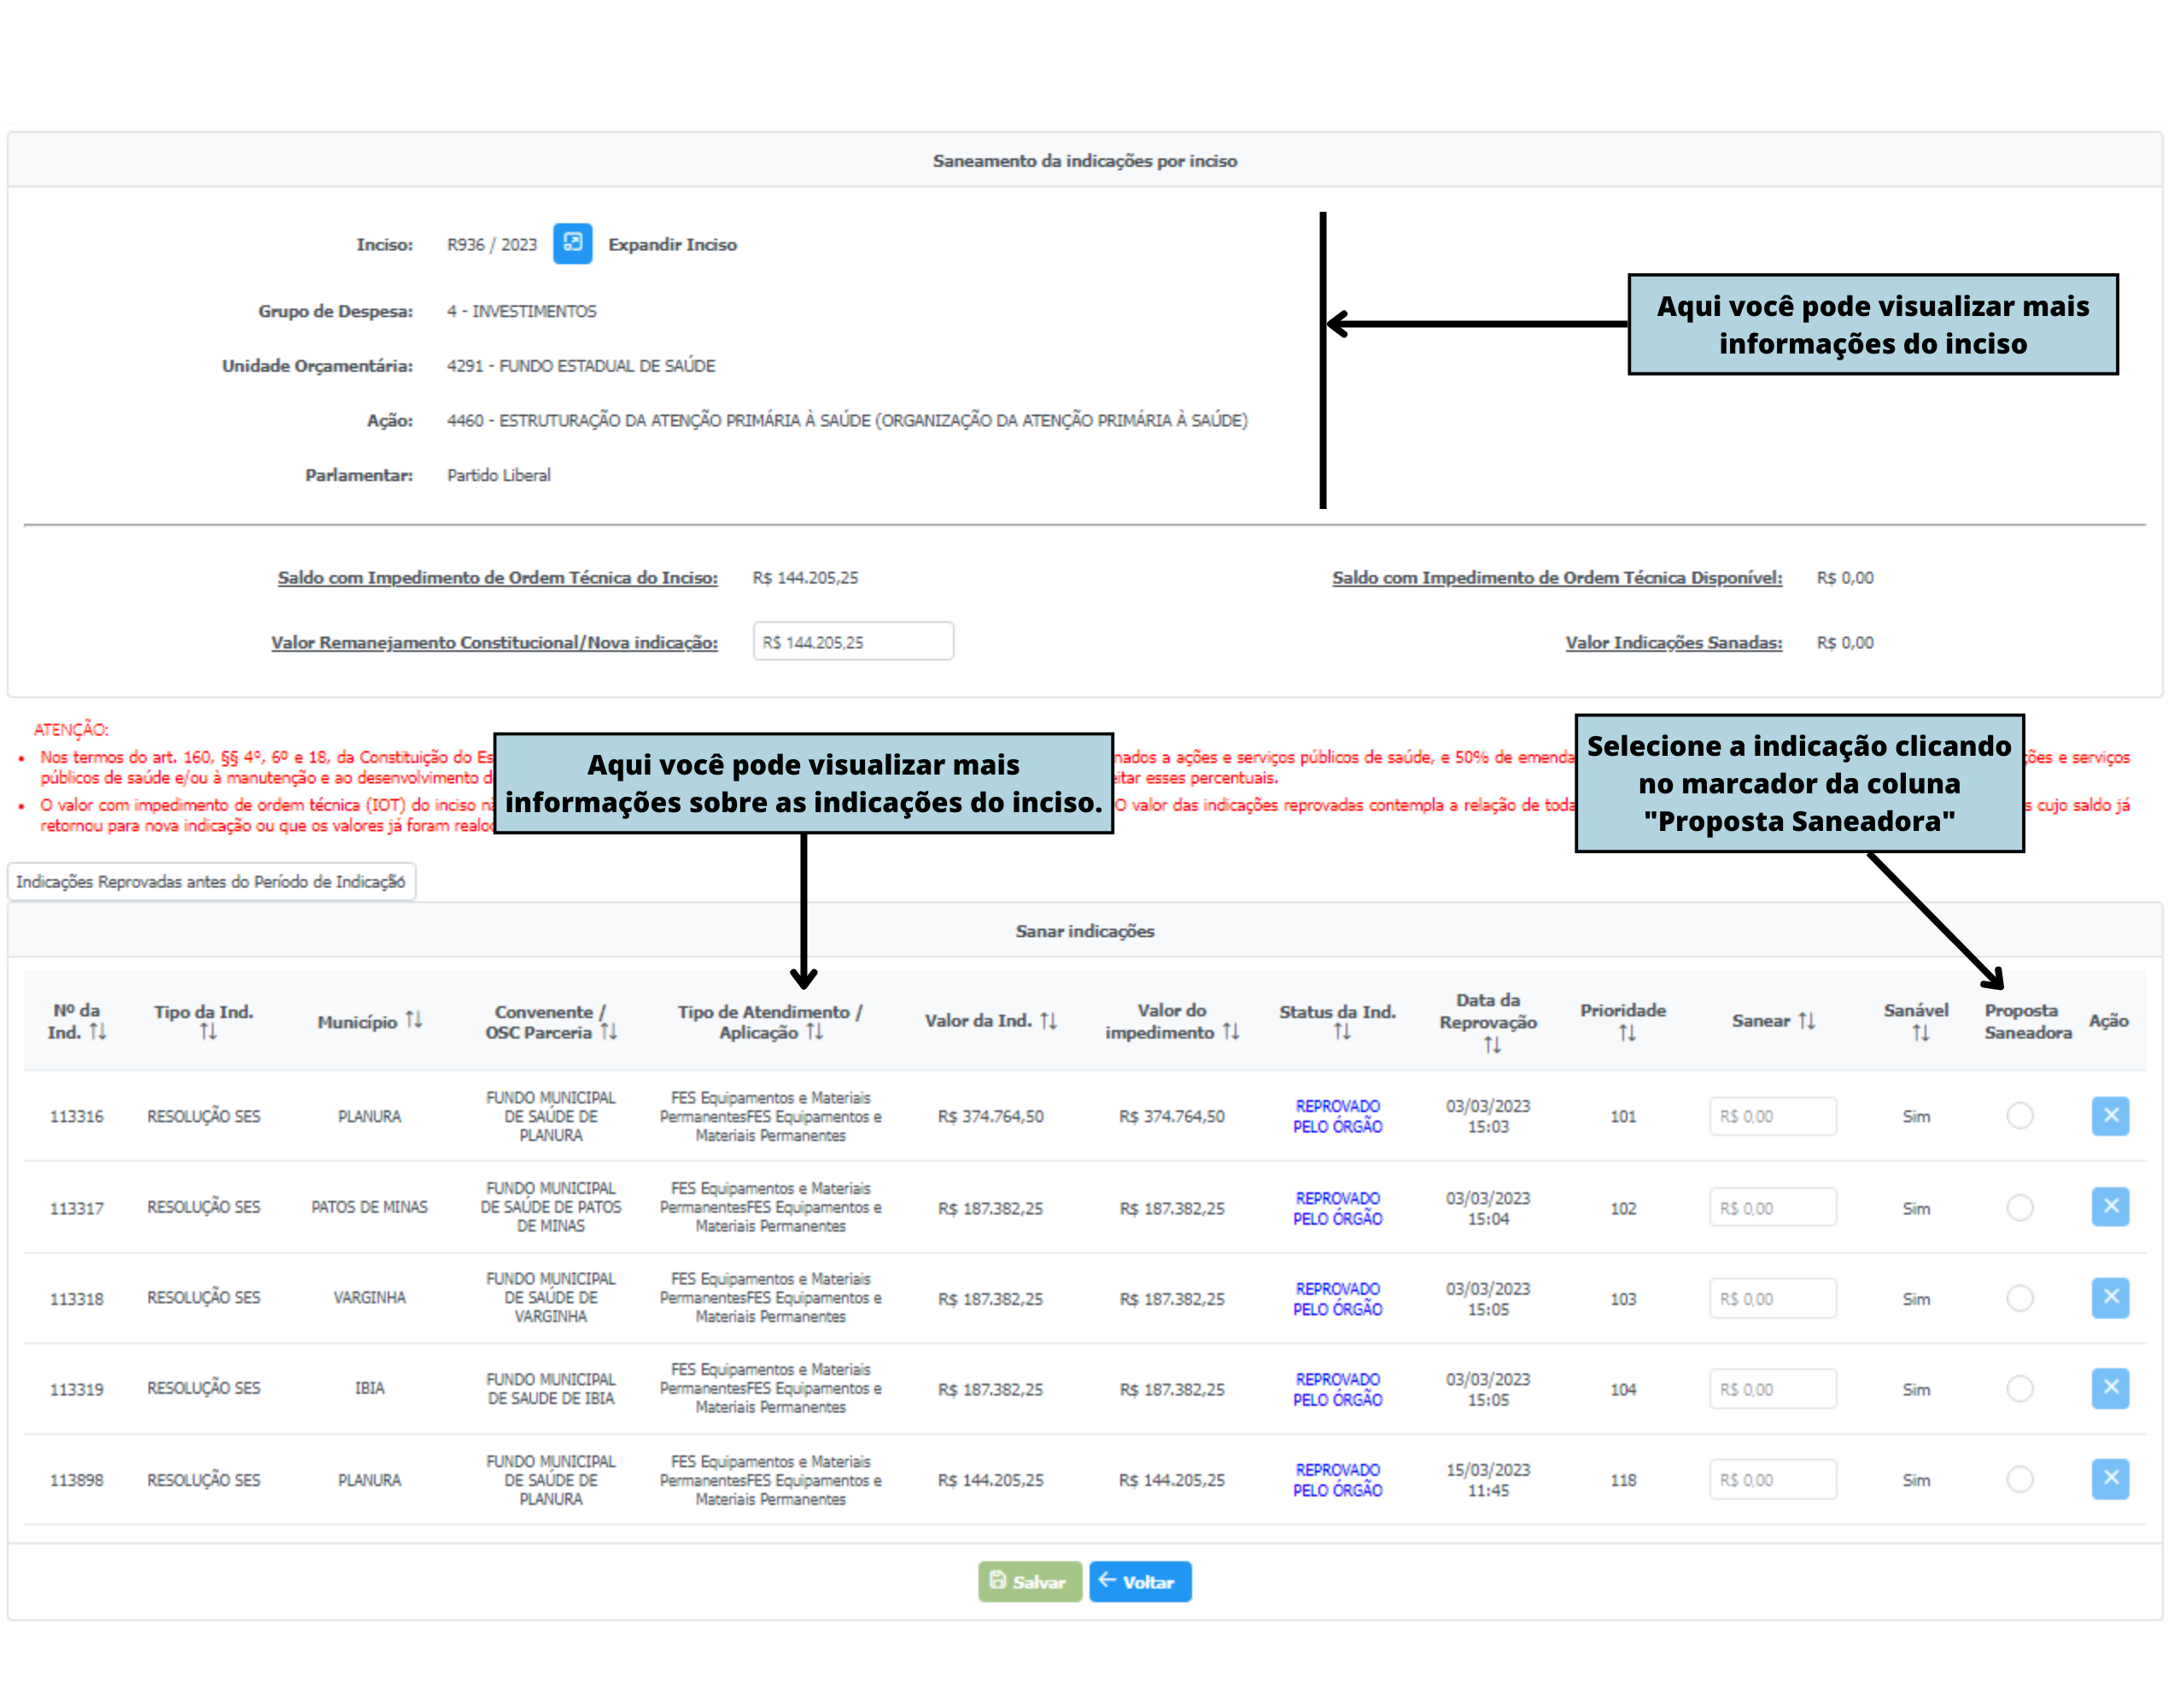 Saneamento da indicações por inciso
Inciso: R936 / 2023 Expandir Inciso
Aqui você pode visualizar mais
informações do inciso
Grupo de Despesa: 4 - INVESTIMENTOS
Unidade Orçamentária: 4291 - FUNDO ESTADUAL DE SAÚDE
Ação: 4460 - ESTRUTURAÇÃO DA ATENÇÃO PRIMÁRIA À SAÚDE (ORGANIZAÇÃO DA ATENÇÃO PRIMÁRIA À SAÚDE)
Parlamentar: Partido Liberal
Saldo com Impedimento de Ordem Técnica do Inciso: R$ 144.205,25 Saldo com Impedimento de Ordem Técnica Disponível: R$ 0,00
Valor Remanejamento Constitucional/Nova indicação: R$ 144.205,25 Valor Indicações Sanadas: R$ 0,00
ATENÇÃO:
Nos termos do art. 160, §§ 4º, 6º e 18, da Constituição do Es nados a ações e serviços públicos de saúde, e 50% de emenda ões e serviços
públicos de saúde e/ou à manutenção e ao desenvolvimento d itar esses percentuais.
O valor com impedimento de ordem técnica (IOT) do inciso n O valor das indicações reprovadas contempla a relação de toda s cujo saldo já
retornou para nova indicação ou que os valores já foram realo
Aqui você pode visualizar mais
informações sobre as indicações do inciso.
Selecione a indicação clicando
no marcador da coluna
"Proposta Saneadora"
Indicações Reprovadas antes do Período de Indicação
Sanar indicações
Nº da Ind. Tipo da Ind. Município Convenente / OSC Parceria Tipo de Atendimento / Aplicação Valor da Ind. Valor do impedimento Status da Ind. Data da Reprovação Prioridade Sanear Sanável Proposta Saneadora Ação
113316 RESOLUÇÃO SES PLANURA FUNDO MUNICIPAL DE SAÚDE DE PLANURA FES Equipamentos e Materiais PermanentesFES Equipamentos e Materiais Permanentes R$ 374.764,50 R$ 374.764,50 REPROVADO PELO ÓRGÃO 03/03/2023 15:03 101 R$ 0,00 Sim
113317 RESOLUÇÃO SES PATOS DE MINAS FUNDO MUNICIPAL DE SAÚDE DE PATOS DE MINAS FES Equipamentos e Materiais PermanentesFES Equipamentos e Materiais Permanentes R$ 187.382,25 R$ 187.382,25 REPROVADO PELO ÓRGÃO 03/03/2023 15:04 102 R$ 0,00 Sim
113318 RESOLUÇÃO SES VARGINHA FUNDO MUNICIPAL DE SAÚDE DE VARGINHA FES Equipamentos e Materiais PermanentesFES Equipamentos e Materiais Permanentes R$ 187.382,25 R$ 187.382,25 REPROVADO PELO ÓRGÃO 03/03/2023 15:05 103 R$ 0,00 Sim
113319 RESOLUÇÃO SES IBIA FUNDO MUNICIPAL DE SAUDE DE IBIA FES Equipamentos e Materiais PermanentesFES Equipamentos e Materiais Permanentes R$ 187.382,25 R$ 187.382,25 REPROVADO PELO ÓRGÃO 03/03/2023 15:05 104 R$ 0,00 Sim
113898 RESOLUÇÃO SES PLANURA FUNDO MUNICIPAL DE SAÚDE DE PLANURA FES Equipamentos e Materiais PermanentesFES Equipamentos e Materiais Permanentes R$ 144.205,25 R$ 144.205,25 REPROVADO PELO ÓRGÃO 15/03/2023 11:45 118 R$ 0,00 Sim
Salvar Voltar